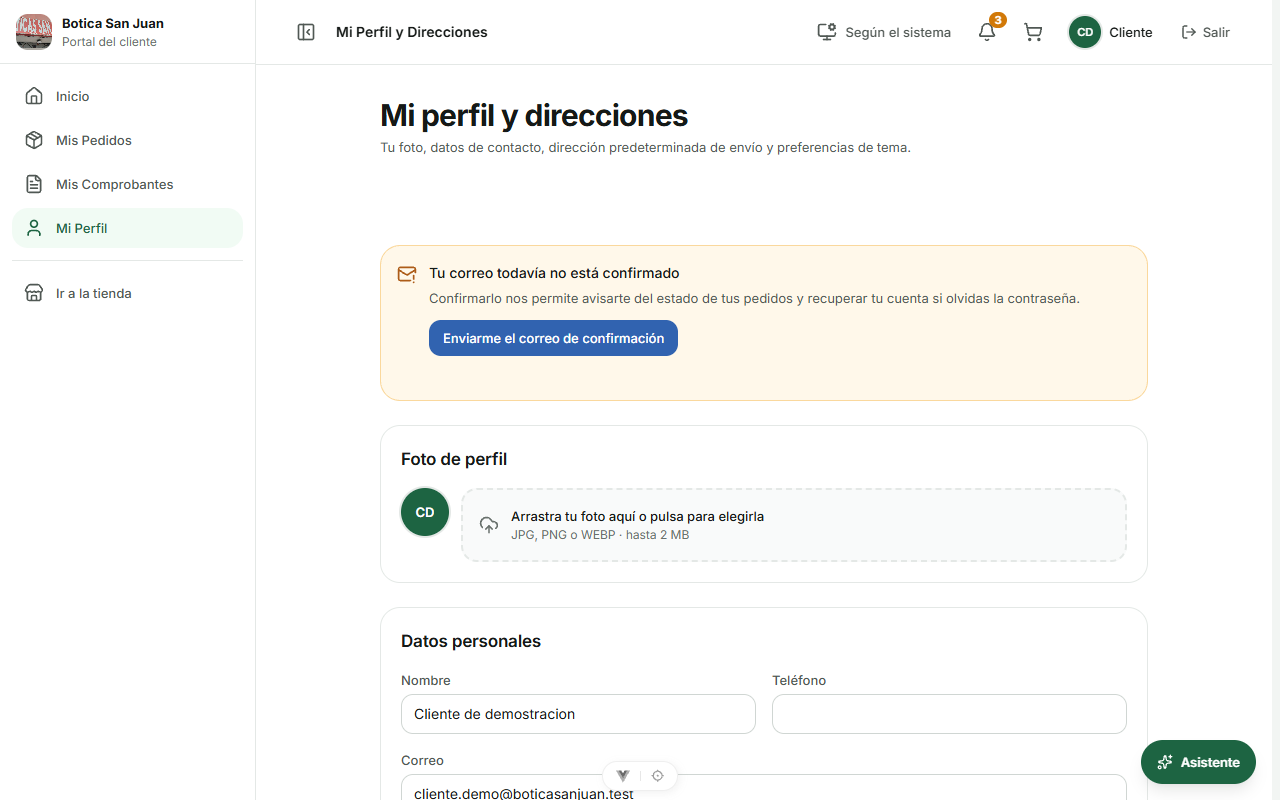 Botica San Juan
Portal del cliente
Inicio
Mis Pedidos
Mis Comprobantes
Mi Perfil
Ir a la tienda
Mi Perfil y Direcciones
Según el sistema
3
CD
Cliente
Salir
Mi perfil y direcciones
Tu foto, datos de contacto, dirección predeterminada de envío y preferencias de tema.
Tu correo todavía no está confirmado
Confirmarlo nos permite avisarte del estado de tus pedidos y recuperar tu cuenta si olvidas la contraseña.
Enviarme el correo de confirmación
Foto de perfil
CD
Arrastra tu foto aquí o pulsa para elegirla
JPG, PNG o WEBP · hasta 2 MB
Datos personales
Nombre
Teléfono
Cliente de demostracion
Correo
cliente.demo@boticasanjuan.test
Asistente